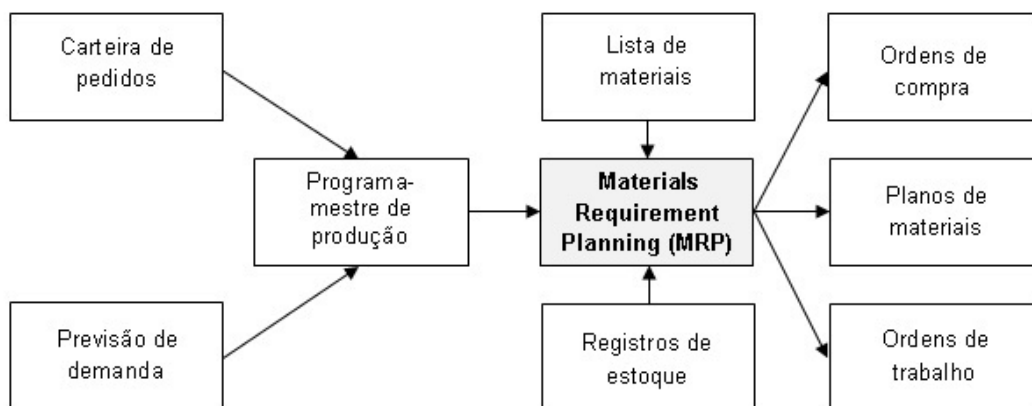 Carteira de
pedidos
Lista de
materiais
Ordens de
compra
Programa-
mestre de
produção
Materials
Requirement
Planning (MRP)
Planos de
materiais
Previsão de
demanda
Registros de
estoque
Ordens de
trabalho